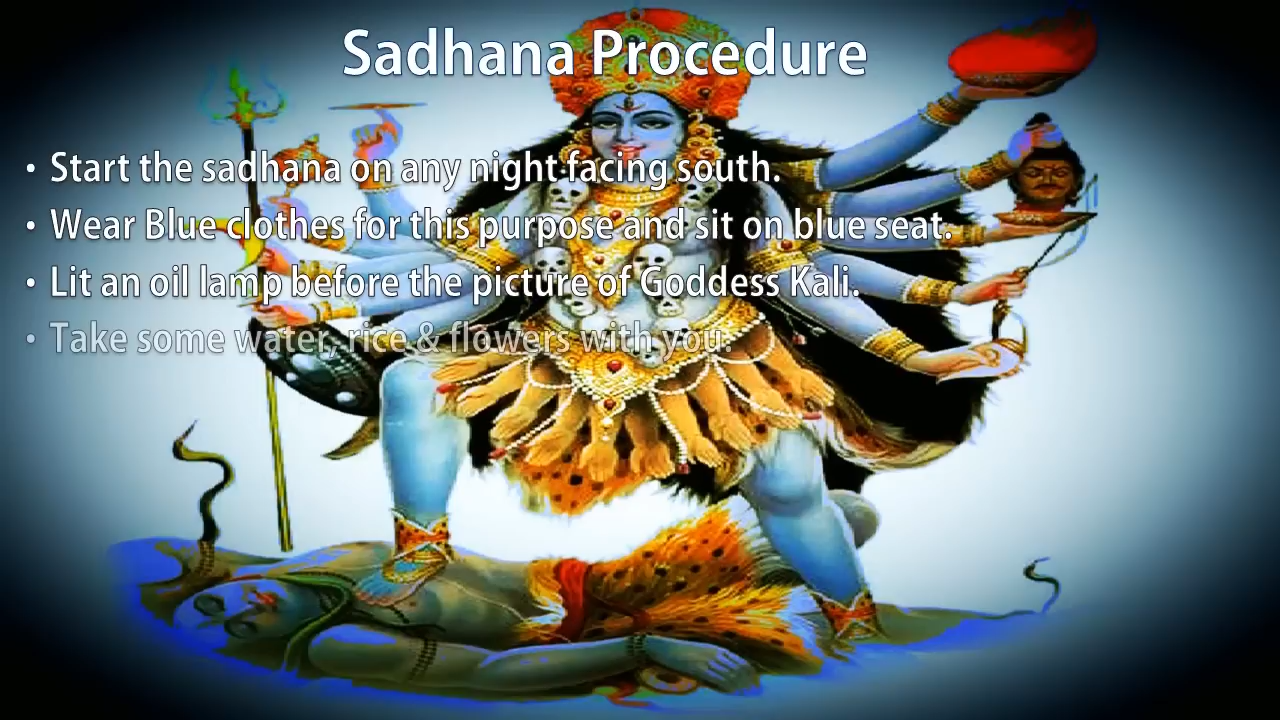 Sadhana Procedure
• Start the sadhana on any night facing south.
• Wear Blue clothes for this purpose and sit on blue seat.
• Lit an oil lamp before the picture of Goddess Kali.
• Take some water, rice & flowers with you.